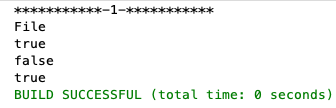 ***********-1-***********
File
true
false
true
BUILD SUCCESSFUL (total time: 0 seconds)